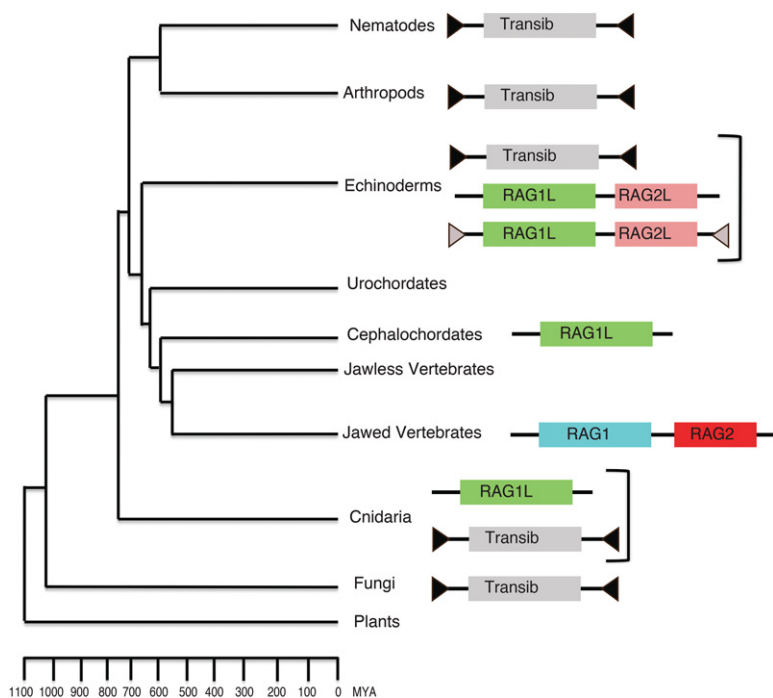 Nematodes Transib
Arthropods Transib
Transib
Echinoderms
RAG1L RAG2L
RAG1L RAG2L
Urochordates
Cephalochordates RAG1L
Jawless Vertebrates
Jawed Vertebrates RAG1 RAG2
RAG1L
Cnidaria
Transib
Fungi Transib
Plants
1100 1000 900 800 700 600 500 400 300 200 100 0 MYA